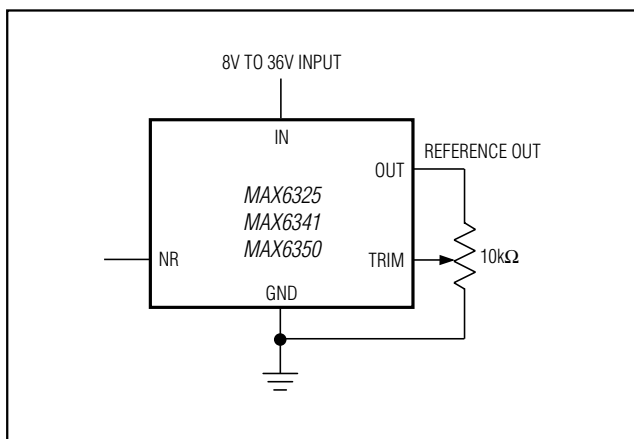 8V TO 36V INPUT
IN
REFERENCE OUT
OUT
MAX6325
MAX6341
MAX6350
NR
TRIM
10kΩ
GND